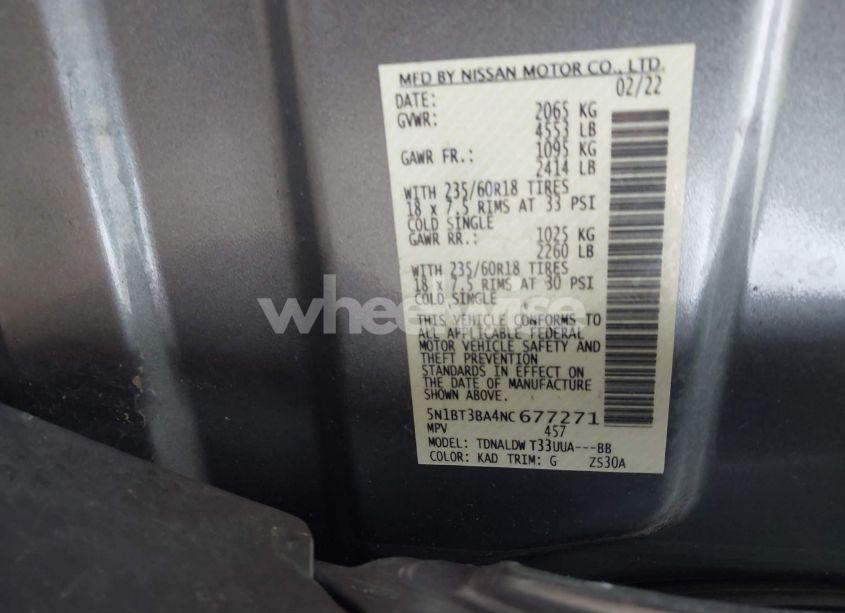 MFD BY NISSAN MOTOR CO., LTD.
DATE: 02/22
GVWR: 2065 KG
4553 LB
GAWR FR.: 1095 KG
2414 LB
WITH 235/60R18 TIRES
18 x 7.5 RIMS AT 33 PSI
COLD SINGLE
GAWR RR.: 1025 KG
2260 LB
WITH 235/60R18 TIRES
18 x 7.5 RIMS AT 30 PSI
COLD SINGLE
THIS VEHICLE CONFORMS TO
ALL APPLICABLE FEDERAL
MOTOR VEHICLE SAFETY AND
THEFT PREVENTION
STANDARDS IN EFFECT ON
THE DATE OF MANUFACTURE
SHOWN ABOVE.
5N1BT3BA4NC 677271
MPV 457
MODEL: TDNALDW T33UUA---BB
COLOR: KAD TRIM: G ZS30A